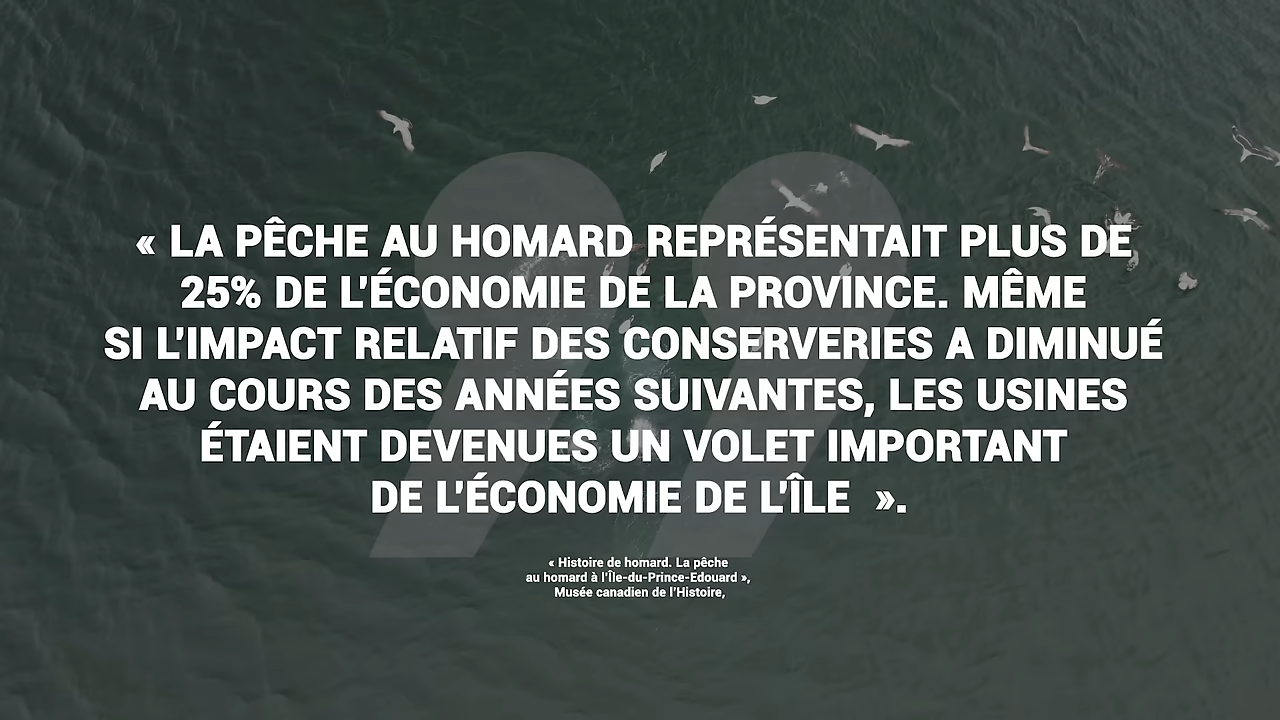 « LA PÊCHE AU HOMARD REPRÉSENTAIT PLUS DE
25% DE L'ÉCONOMIE DE LA PROVINCE. MÊME
SI L'IMPACT RELATIF DES CONSERVERIES A DIMINUÉ
AU COURS DES ANNÉES SUIVANTES, LES USINES
ÉTAIENT DEVENUES UN VOLET IMPORTANT
DE L'ÉCONOMIE DE L'ÎLE  ».
« Histoire de homard. La pêche
au homard à l'Île-du-Prince-Edouard »,
Musée canadien de l'Histoire,